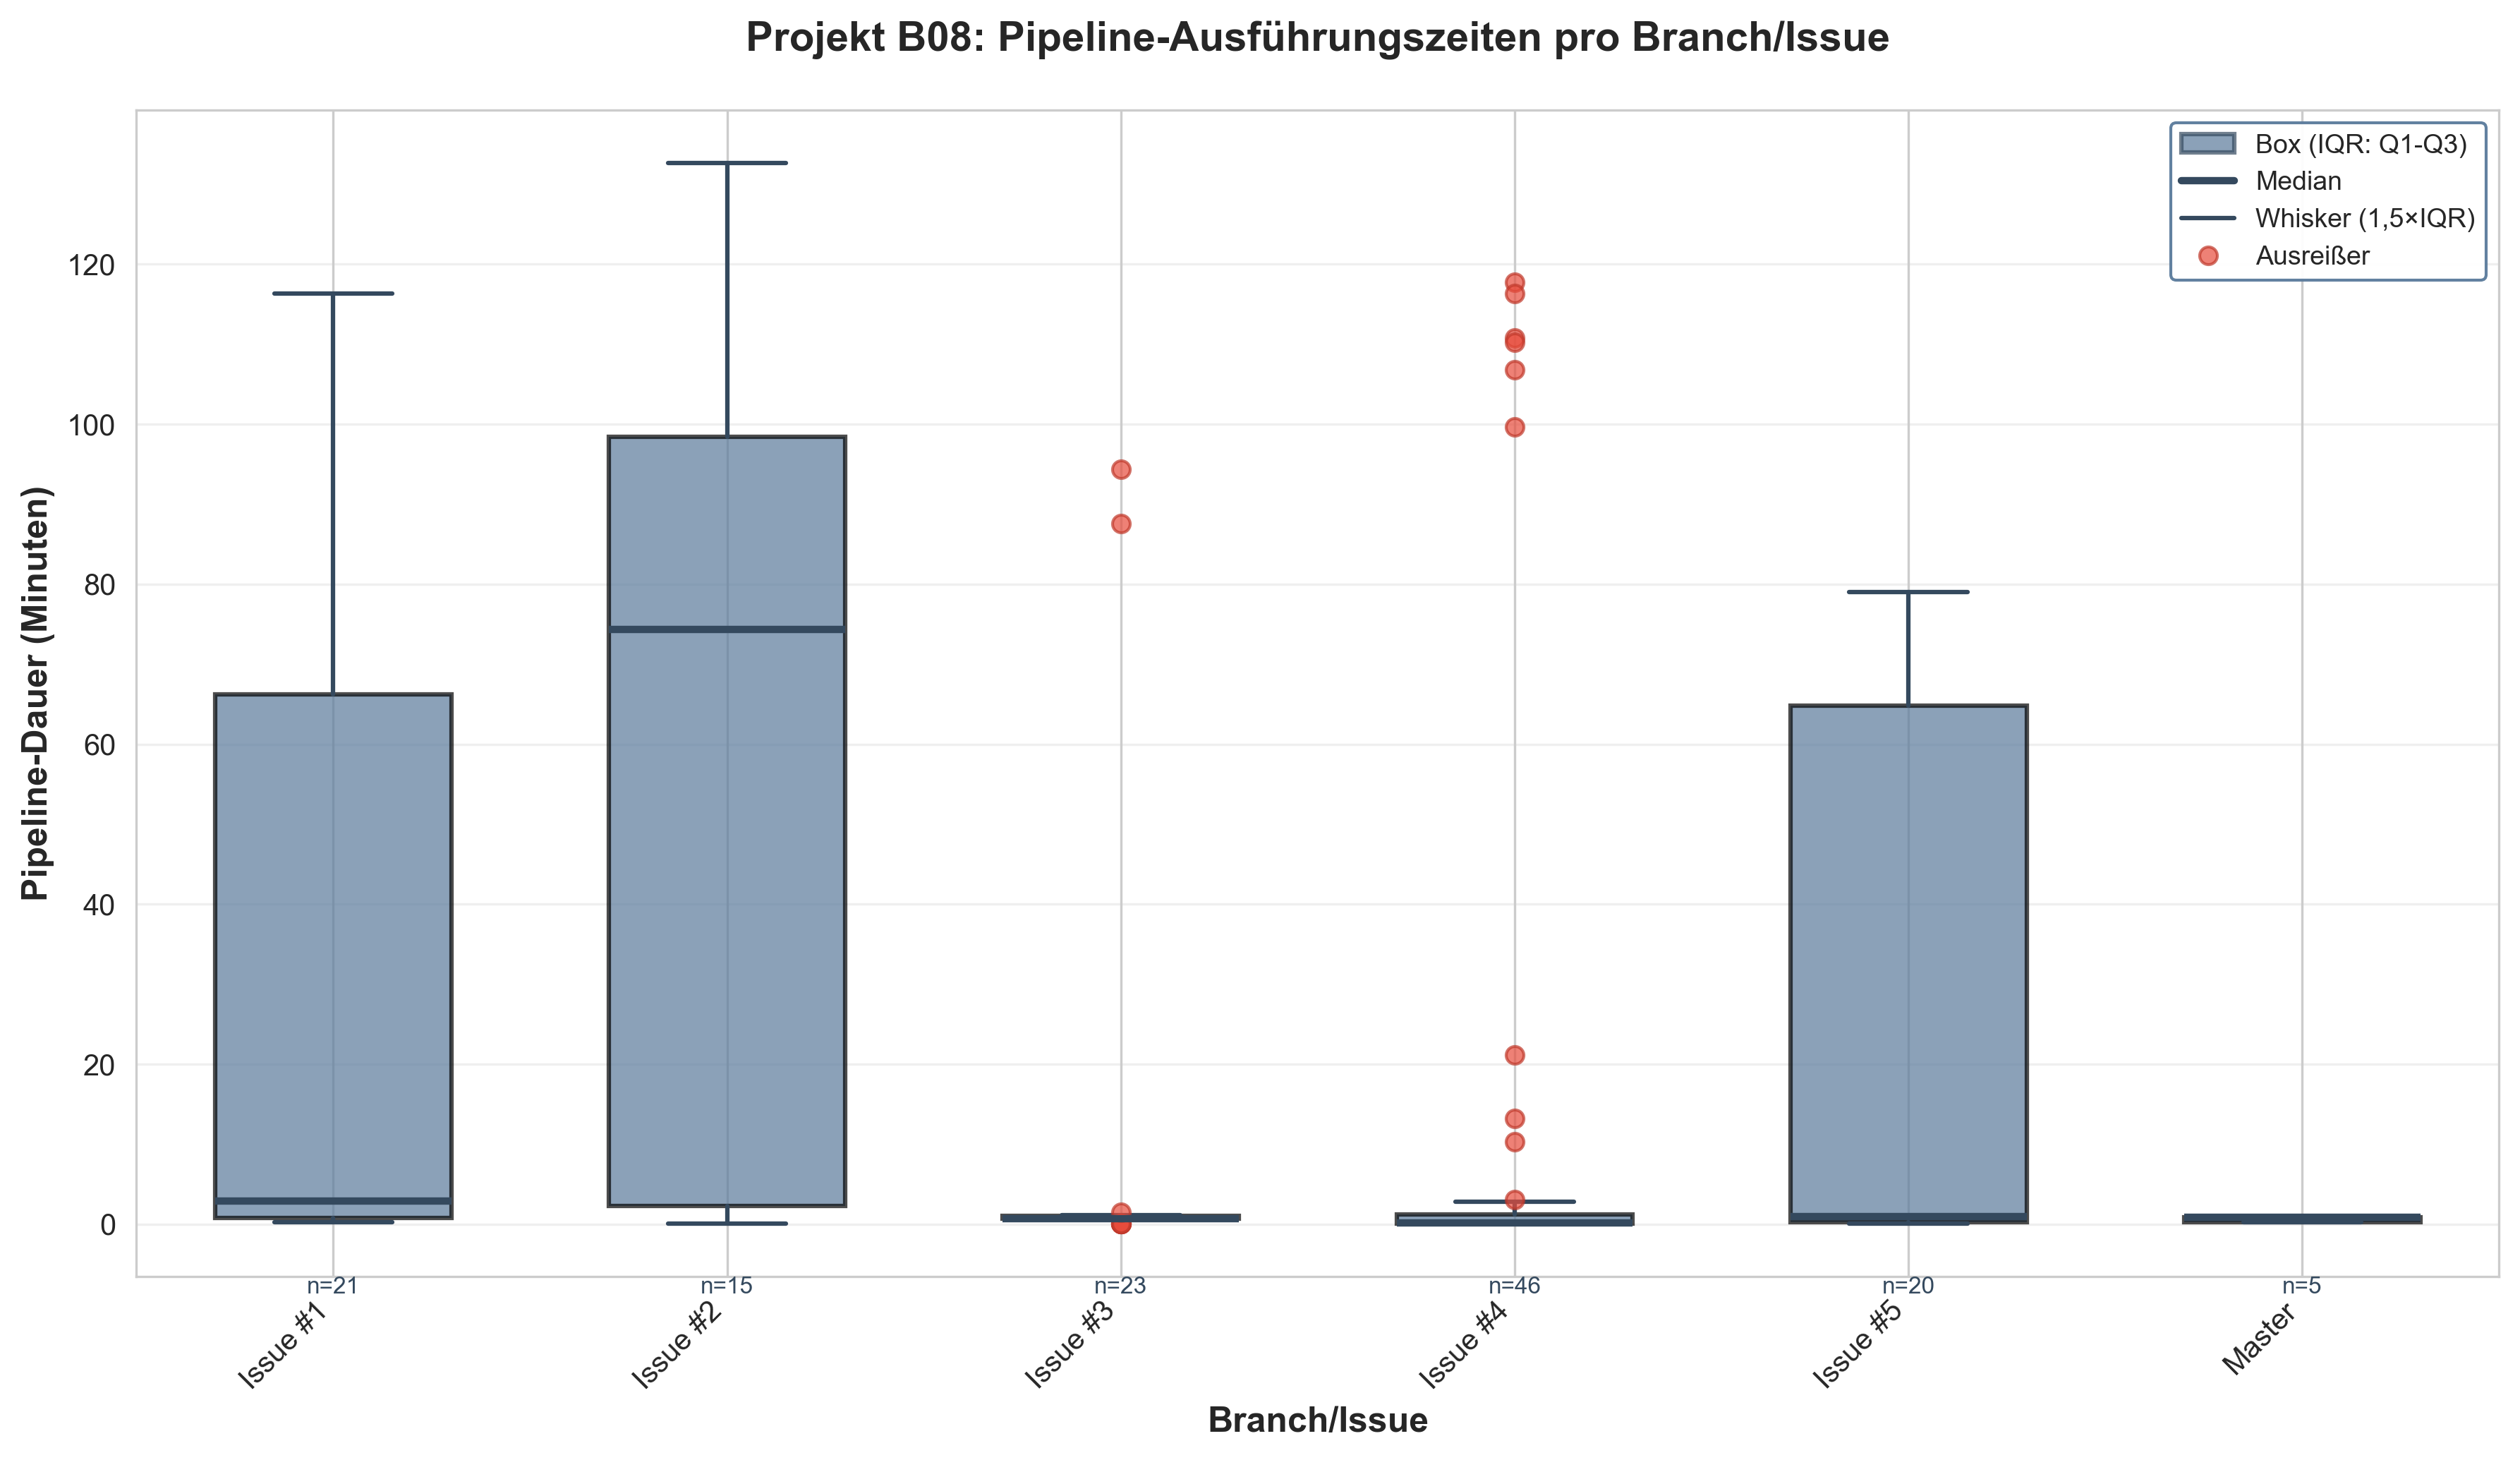 Projekt B08: Pipeline-Ausführungszeiten pro Branch/Issue
Box (IQR: Q1-Q3)
Median
Whisker (1,5×IQR)
Ausreißer
Pipeline-Dauer (Minuten)
120
100
80
60
40
20
0
n=21
n=15
n=23
n=46
n=20
n=5
Issue #1
Issue #2
Issue #3
Issue #4
Issue #5
Master
Branch/Issue